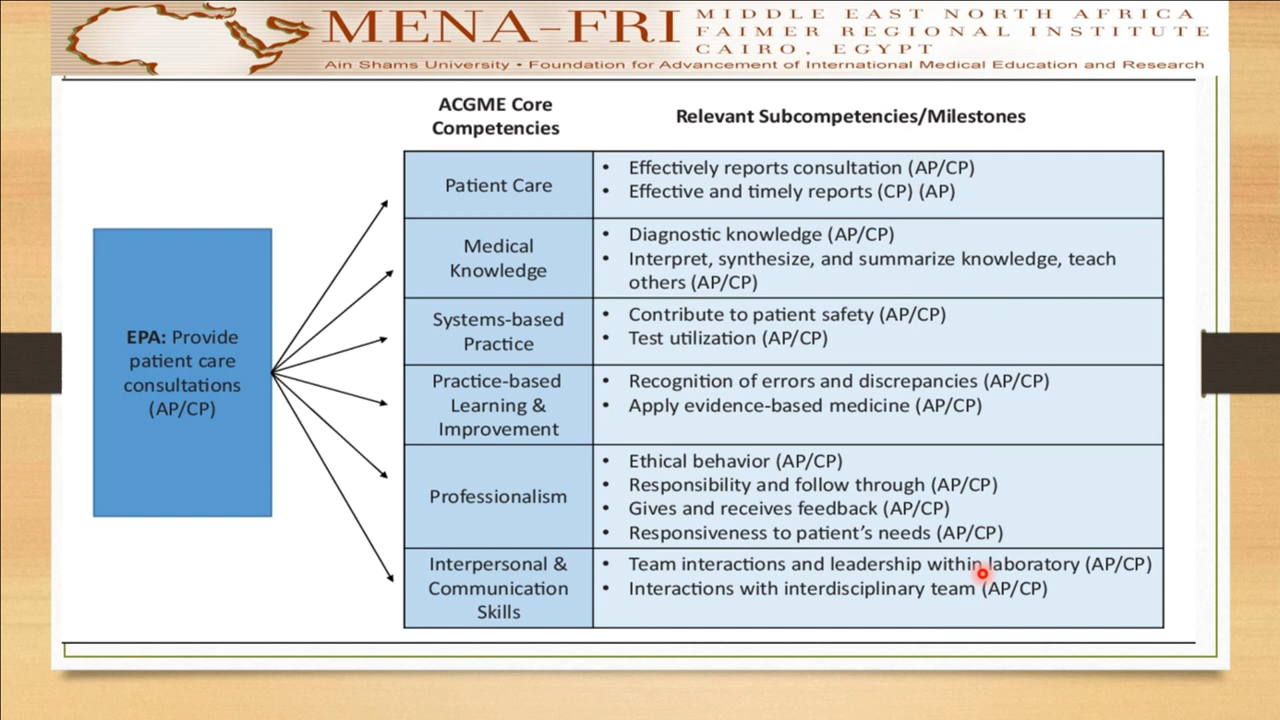 MENA-FRI
MIDDLE EAST NORTH AFRICA
FAIMER REGIONAL INSTITUTE
CAIRO, EGYPT
Ain Shams University • Foundation for Advancement of International Medical Education and Research
ACGME Core
Competencies
Relevant Subcompetencies/Milestones
EPA: Provide
patient care
consultations
(AP/CP)
Patient Care
• Effectively reports consultation (AP/CP)
• Effective and timely reports (CP) (AP)
Medical
Knowledge
• Diagnostic knowledge (AP/CP)
• Interpret, synthesize, and summarize knowledge, teach
others (AP/CP)
Systems-based
Practice
• Contribute to patient safety (AP/CP)
• Test utilization (AP/CP)
Practice-based
Learning &
Improvement
• Recognition of errors and discrepancies (AP/CP)
• Apply evidence-based medicine (AP/CP)
Professionalism
• Ethical behavior (AP/CP)
• Responsibility and follow through (AP/CP)
• Gives and receives feedback (AP/CP)
• Responsiveness to patient’s needs (AP/CP)
Interpersonal &
Communication
Skills
• Team interactions and leadership within laboratory (AP/CP)
• Interactions with interdisciplinary team (AP/CP)